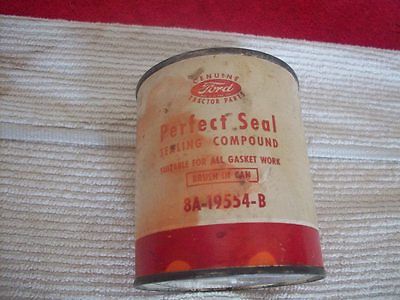 GENUINE
Ford
TRACTOR PARTS
Perfect Seal
SEALING COMPOUND
SUITABLE FOR ALL GASKET WORK
BRUSH IN CAN
8A-19554-B